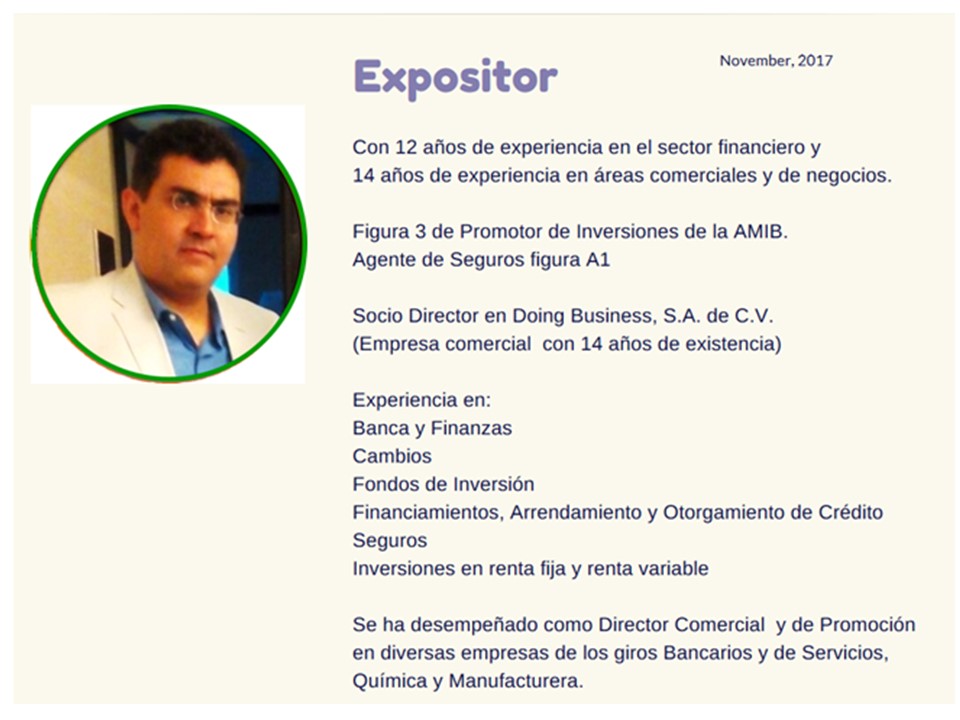 Expositor
November, 2017
Con 12 años de experiencia en el sector financiero y
14 años de experiencia en áreas comerciales y de negocios.
Figura 3 de Promotor de Inversiones de la AMIB.
Agente de Seguros figura A1
Socio Director en Doing Business, S.A. de C.V.
(Empresa comercial  con 14 años de existencia)
Experiencia en:
Banca y Finanzas
Cambios
Fondos de Inversión
Financiamientos, Arrendamiento y Otorgamiento de Crédito
Seguros
Inversiones en renta fija y renta variable
Se ha desempeñado como Director Comercial  y de Promoción
en diversas empresas de los giros Bancarios y de Servicios,
Química y Manufacturera.